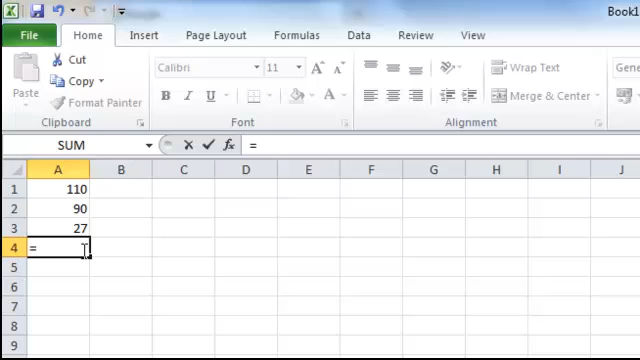 Book1
File Home Insert Page Layout Formulas Data Review View
Cut Calibri 11 A A Wrap Text Gene
Copy
Paste Format Painter B I U A Merge & Center
Clipboard Font Alignment
SUM fx =
A B C D E F G H I J
1 110
2 90
3 27
4 =
5
6
7
8
9